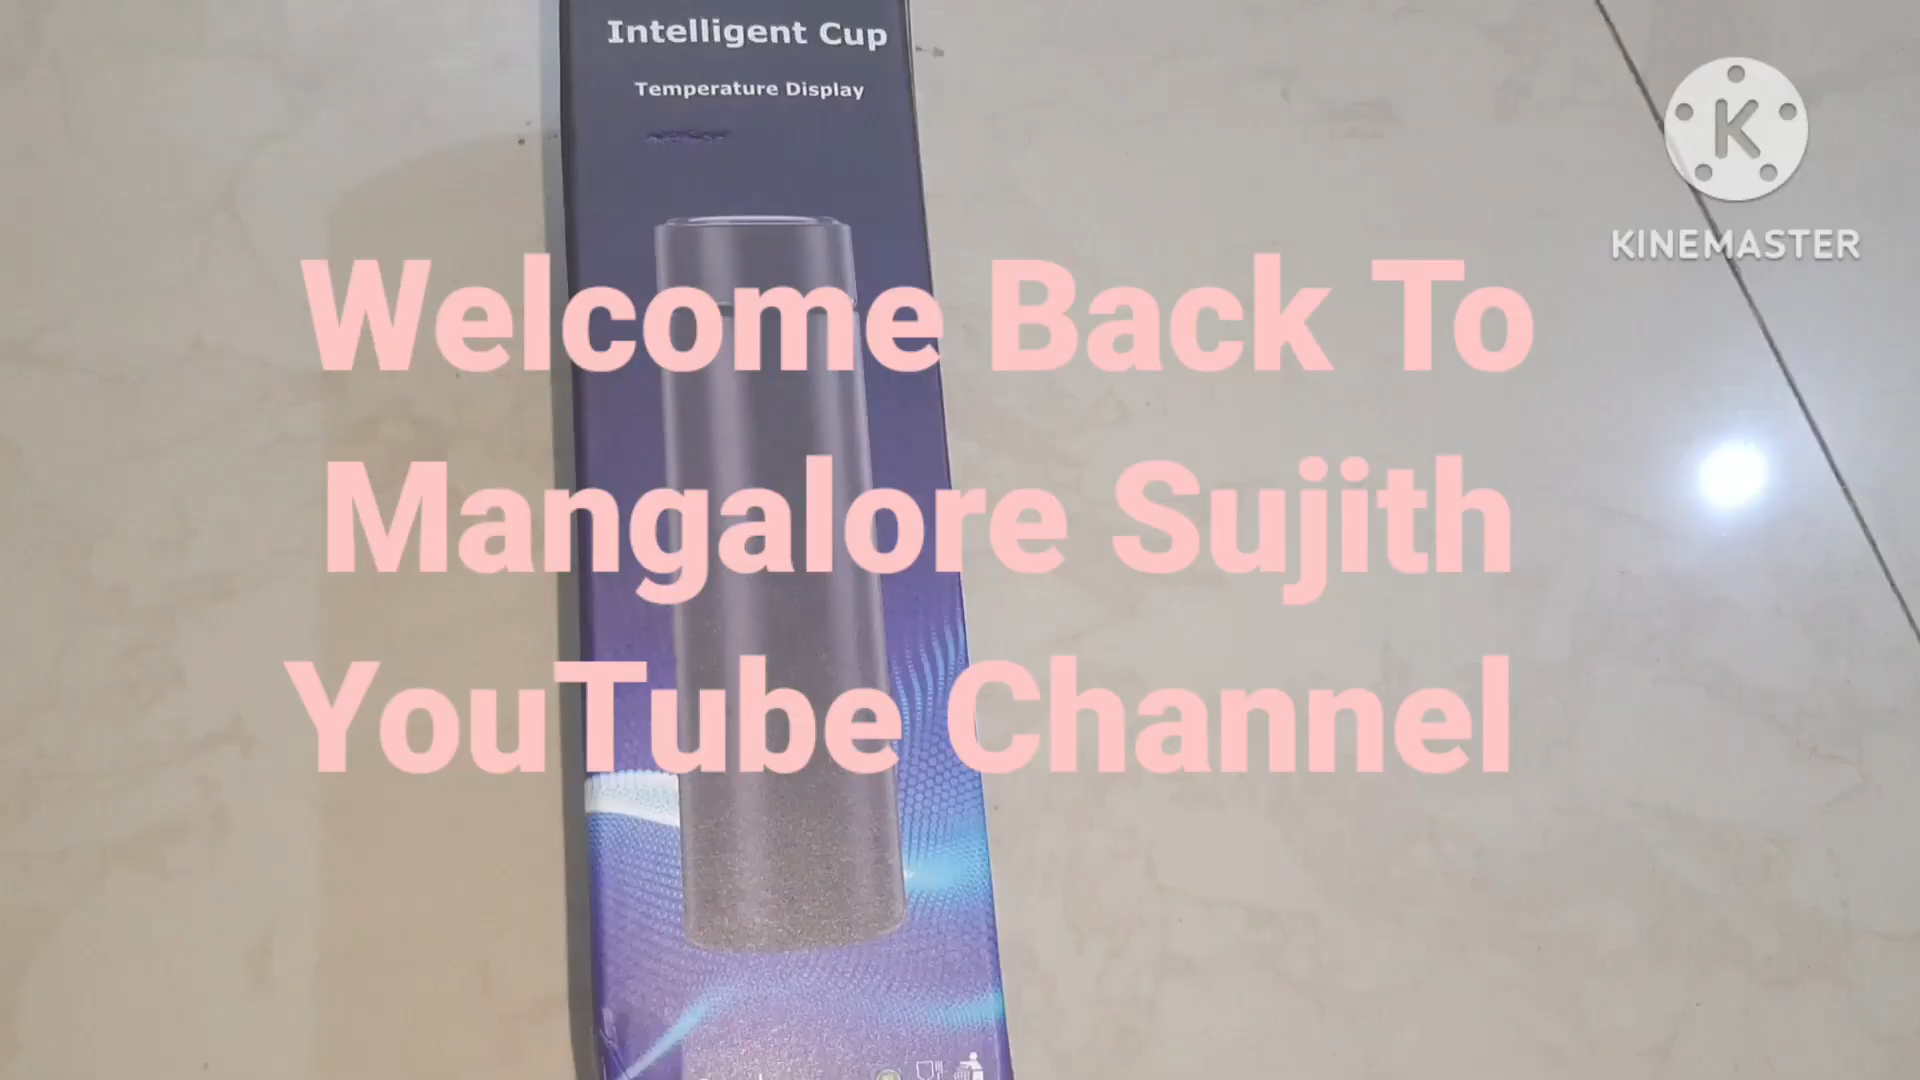 Intelligent Cup
Temperature Display
K
KINEMASTER
Welcome Back To
Mangalore Sujith
YouTube Channel